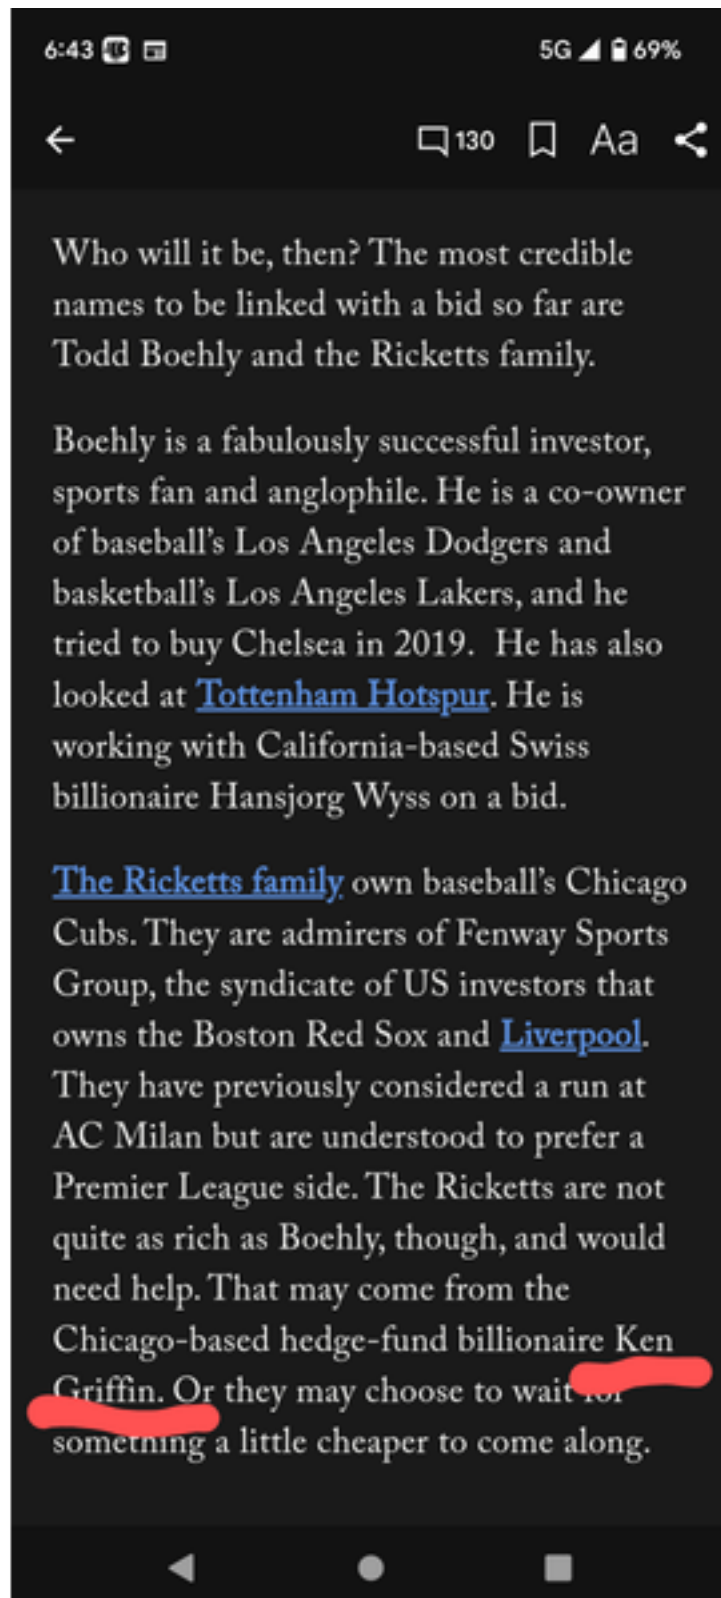 6:43
5G 69%
130 Aa
Who will it be, then? The most credible
names to be linked with a bid so far are
Todd Boehly and the Ricketts family.
Boehly is a fabulously successful investor,
sports fan and anglophile. He is a co-owner
of baseball’s Los Angeles Dodgers and
basketball’s Los Angeles Lakers, and he
tried to buy Chelsea in 2019.  He has also
looked at Tottenham Hotspur. He is
working with California-based Swiss
billionaire Hansjorg Wyss on a bid.
The Ricketts family own baseball’s Chicago
Cubs. They are admirers of Fenway Sports
Group, the syndicate of US investors that
owns the Boston Red Sox and Liverpool.
They have previously considered a run at
AC Milan but are understood to prefer a
Premier League side. The Ricketts are not
quite as rich as Boehly, though, and would
need help. That may come from the
Chicago-based hedge-fund billionaire Ken
Griffin. Or they may choose to wait for
something a little cheaper to come along.